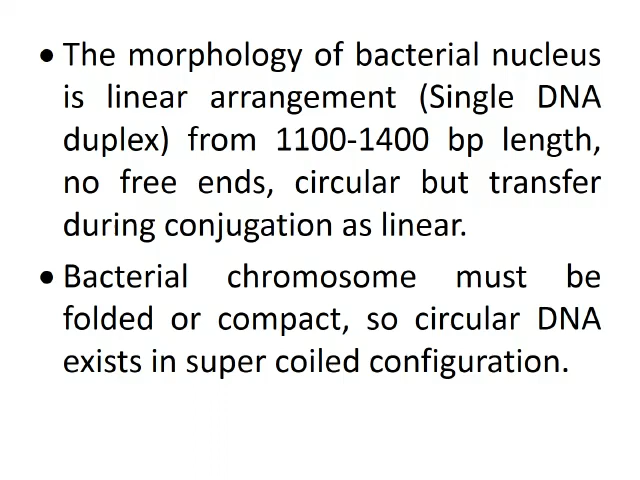 • The morphology of bacterial nucleus
is linear arrangement (Single DNA
duplex) from 1100-1400 bp length,
no free ends, circular but transfer
during conjugation as linear.
• Bacterial chromosome must be
folded or compact, so circular DNA
exists in super coiled configuration.